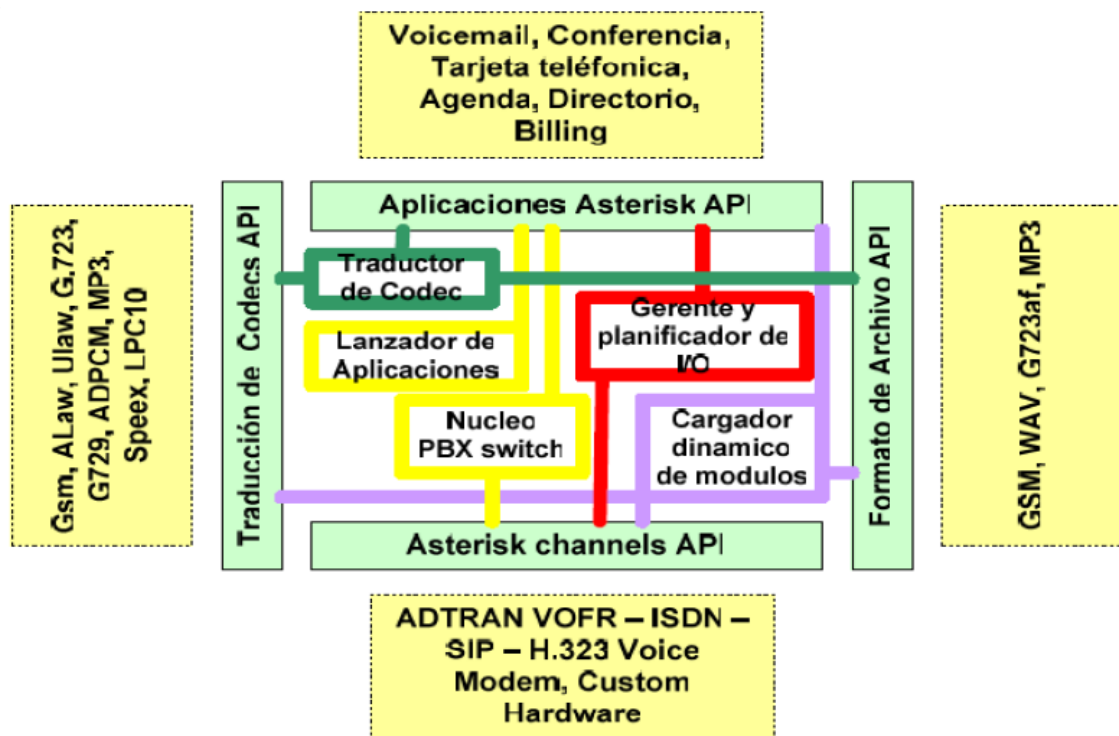 Voicemail, Conferencia,
Tarjeta teléfonica,
Agenda, Directorio,
Billing
Aplicaciones Asterisk API
Gsm, ALaw, Ulaw, G.723,
G729, ADPCM, MP3,
Speex, LPC10
Traducción de Codecs API
Traductor
de Codec
Lanzador de
Aplicaciones
Nucleo
PBX switch
Gerente y
planificador de
I/O
Cargador
dinamico
de modulos
Formato de Archivo API
GSM, WAV, G723af, MP3
Asterisk channels API
ADTRAN VOFR – ISDN –
SIP – H.323 Voice
Modem, Custom
Hardware